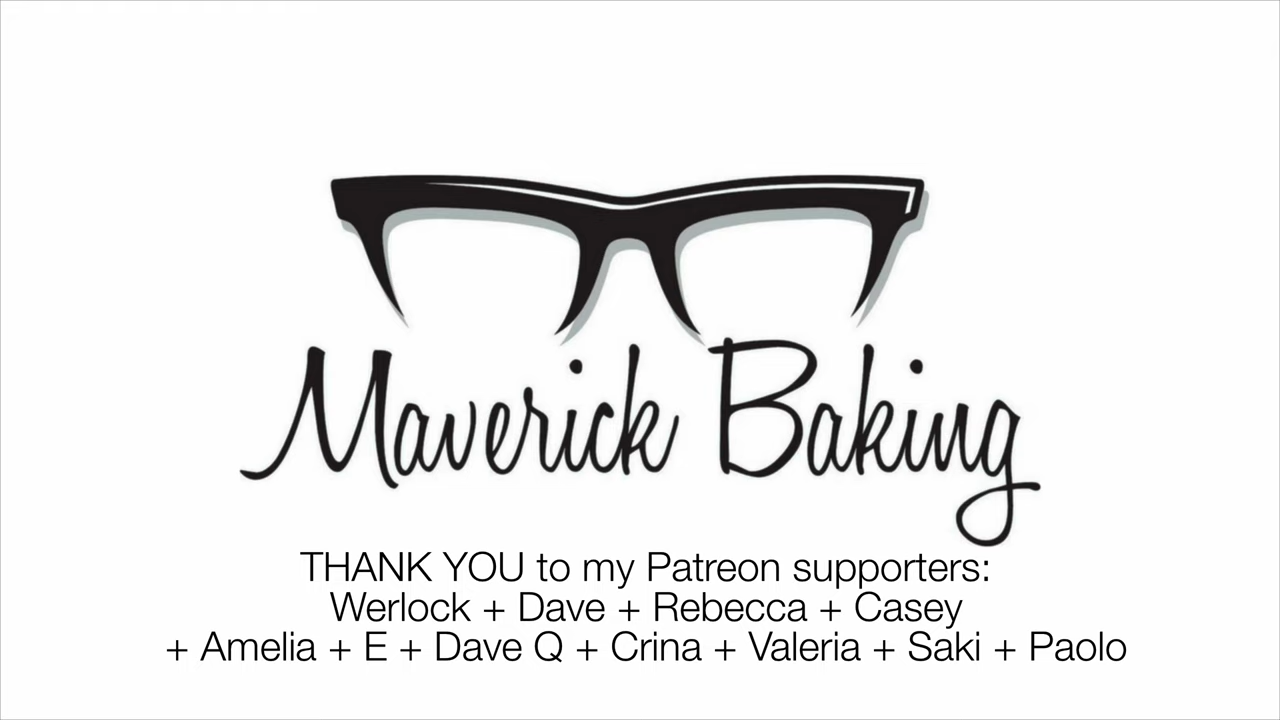 Maverick Baking
THANK YOU to my Patreon supporters:
Werlock + Dave + Rebecca + Casey
+ Amelia + E + Dave Q + Crina + Valeria + Saki + Paolo